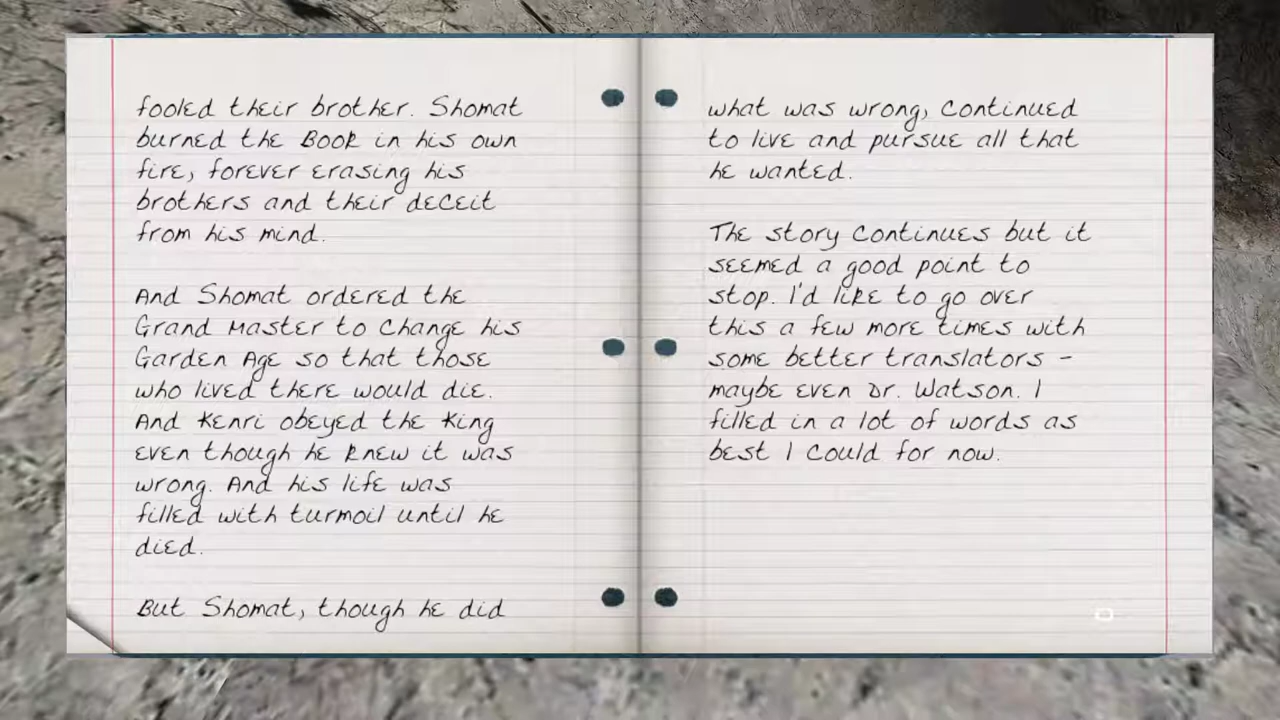 fooled their brother. Shomat
burned the Book in his own
fire, forever erasing his
brothers and their deceit
from his mind.
And Shomat ordered the
Grand Master to change his
Garden Age so that those
who lived there would die.
And Kenri obeyed the King
even though he knew it was
wrong. And his life was
filled with turmoil until he
died.
But Shomat, though he did
what was wrong, continued
to live and pursue all that
he wanted.
The story continues but it
seemed a good point to
stop. I'd like to go over
this a few more times with
some better translators -
maybe even Dr. Watson. I
filled in a lot of words as
best I could for now.